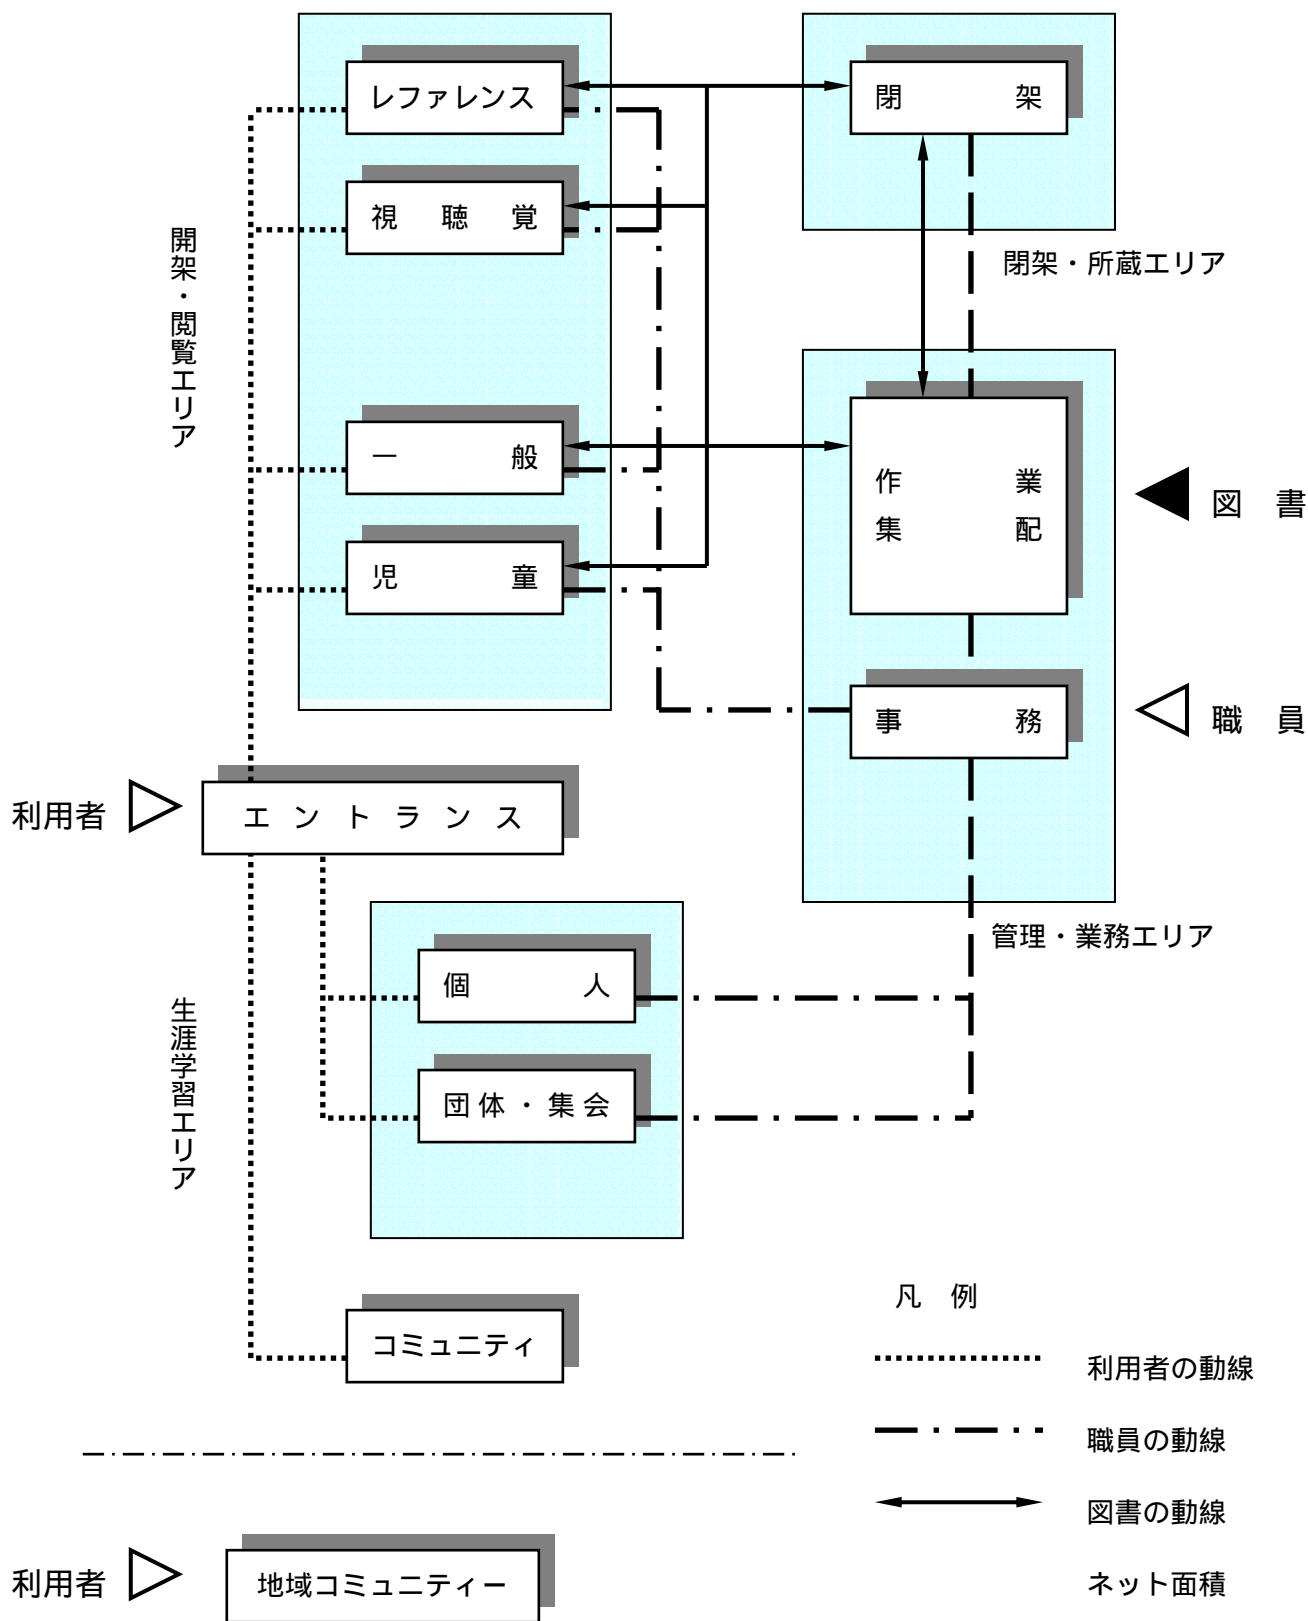 レファレンス
閉架
視聴覚
開架・閲覧エリア
閉架・所蔵エリア
一般
作業
集配
図書
児童
事務
職員
利用者
エントランス
管理・業務エリア
個人
生涯学習エリア
団体・集会
凡例
コミュニティ
利用者の動線
職員の動線
図書の動線
利用者
地域コミュニティー
ネット面積